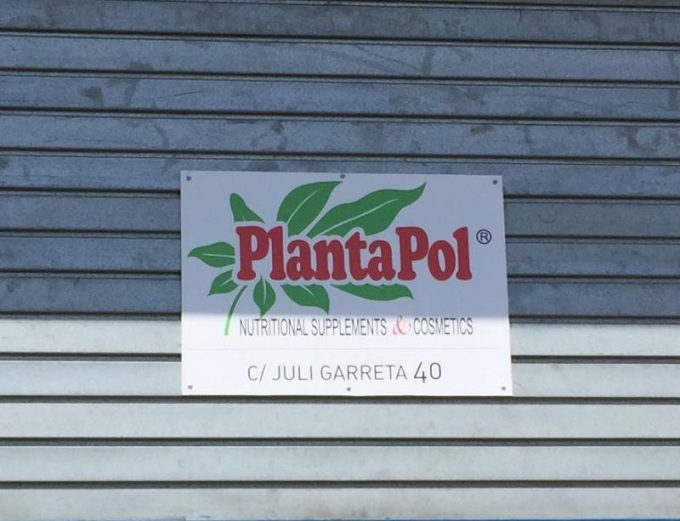 PlantaPol®
NUTRITIONAL SUPPLEMENTS & COSMETICS
C/ JULI GARRETA 40